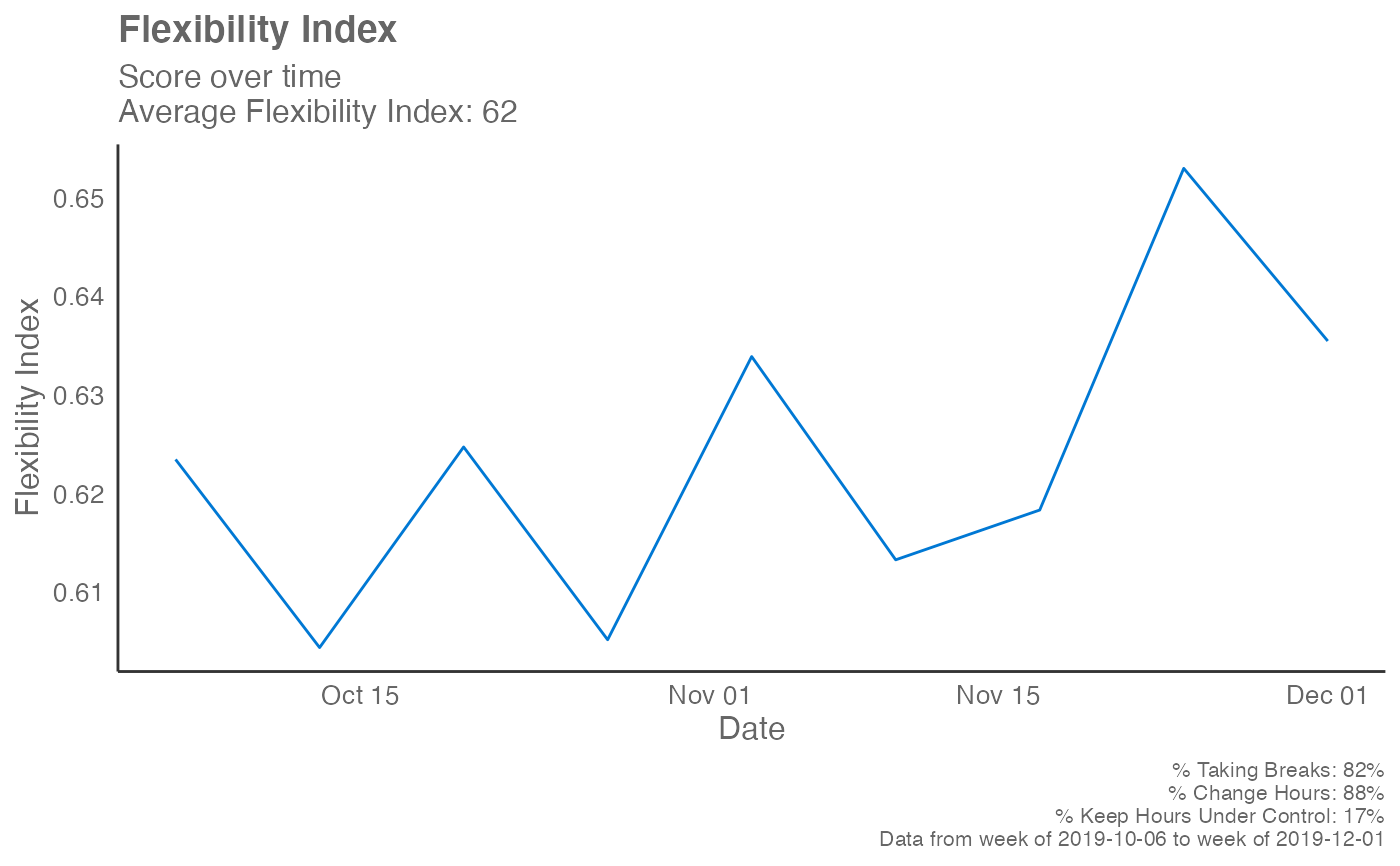 Flexibility Index
Score over time
Average Flexibility Index: 62
Flexibility Index
0.65
0.64
0.63
0.62
0.61
Oct 15
Nov 01
Nov 15
Dec 01
Date
% Taking Breaks: 82%
% Change Hours: 88%
% Keep Hours Under Control: 17%
Data from week of 2019-10-06 to week of 2019-12-01